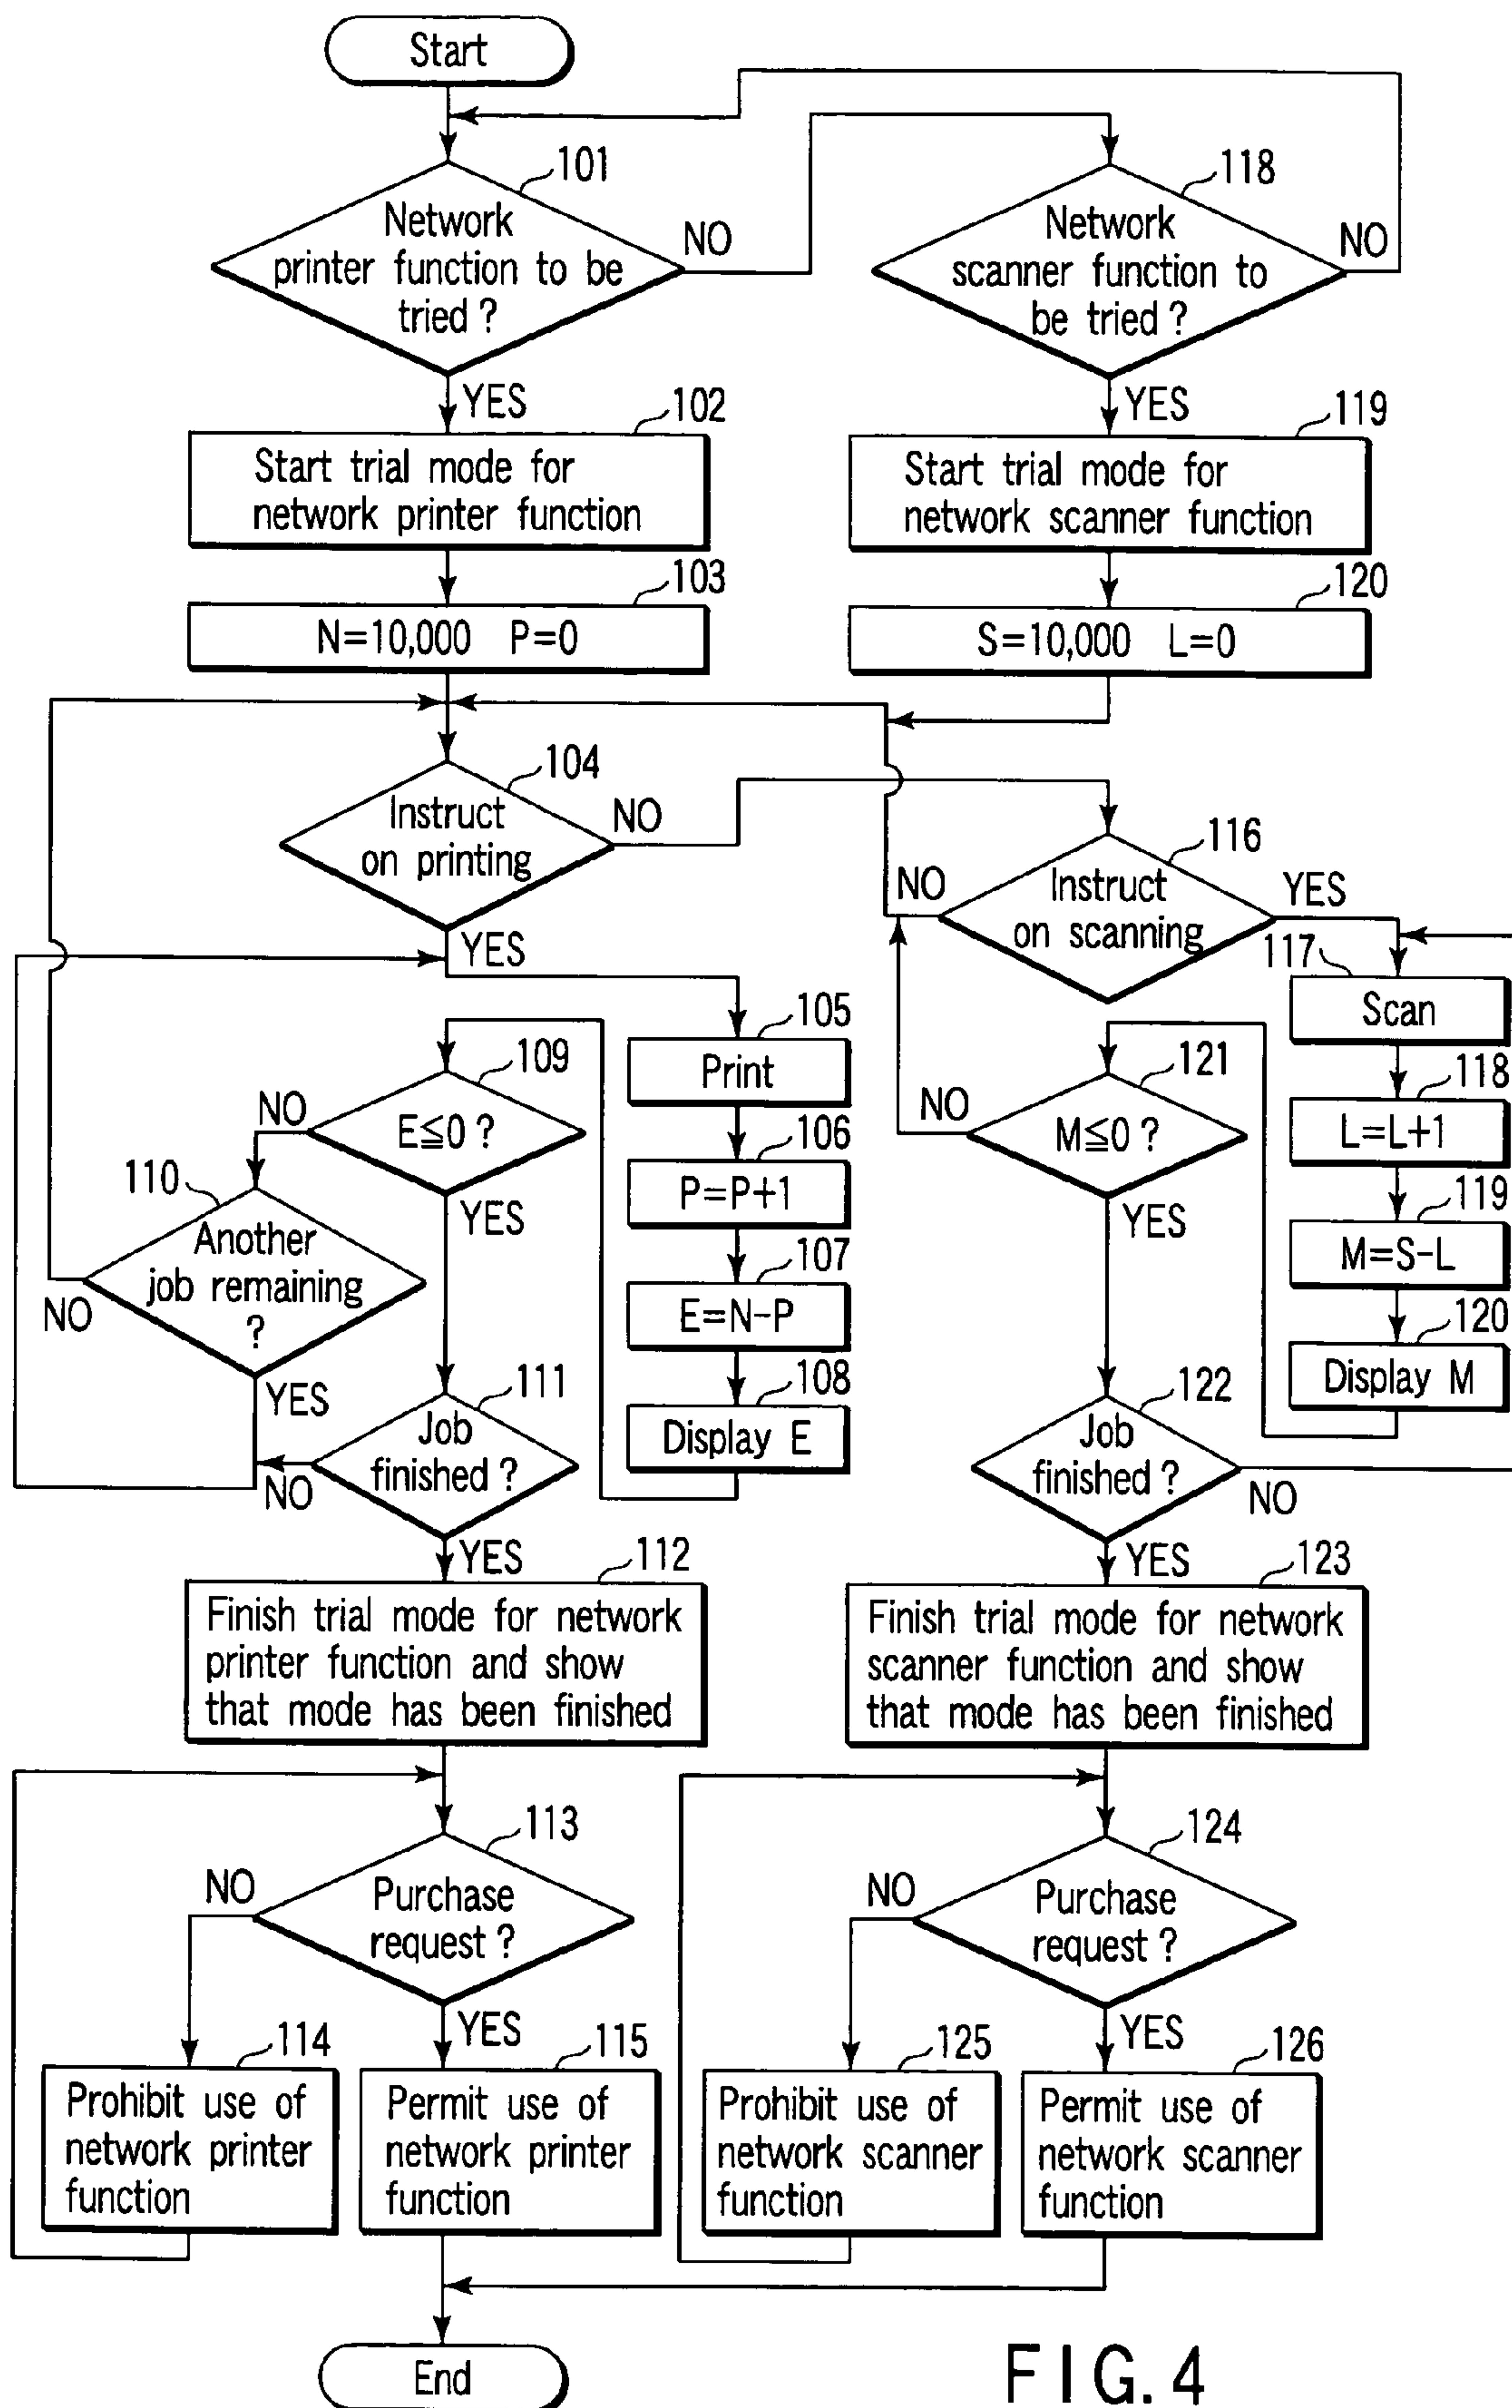 Start
101
Network
printer function to be
tried ?
NO
118
Network
scanner function to
be tried ?
NO
YES
102
Start trial mode for
network printer function
YES
119
Start trial mode for
network scanner function
103
N=10,000 P=0
120
S=10,000 L=0
104
Instruct
on printing
NO
YES
116
Instruct
on scanning
NO
YES
117
Scan
105
Print
118
L=L+1
106
P=P+1
119
M=S-L
107
E=N-P
120
Display M
108
Display E
109
E≦0 ?
NO
YES
110
Another
job remaining
?
NO
YES
111
Job
finished ?
NO
YES
121
M≦0 ?
NO
YES
122
Job
finished ?
NO
YES
112
Finish trial mode for network
printer function and show
that mode has been finished
123
Finish trial mode for network
scanner function and show
that mode has been finished
113
Purchase
request ?
NO
YES
124
Purchase
request ?
NO
YES
114
Prohibit use of
network printer
function
115
Permit use of
network printer
function
125
Prohibit use of
network scanner
function
126
Permit use of
network scanner
function
End
FIG. 4